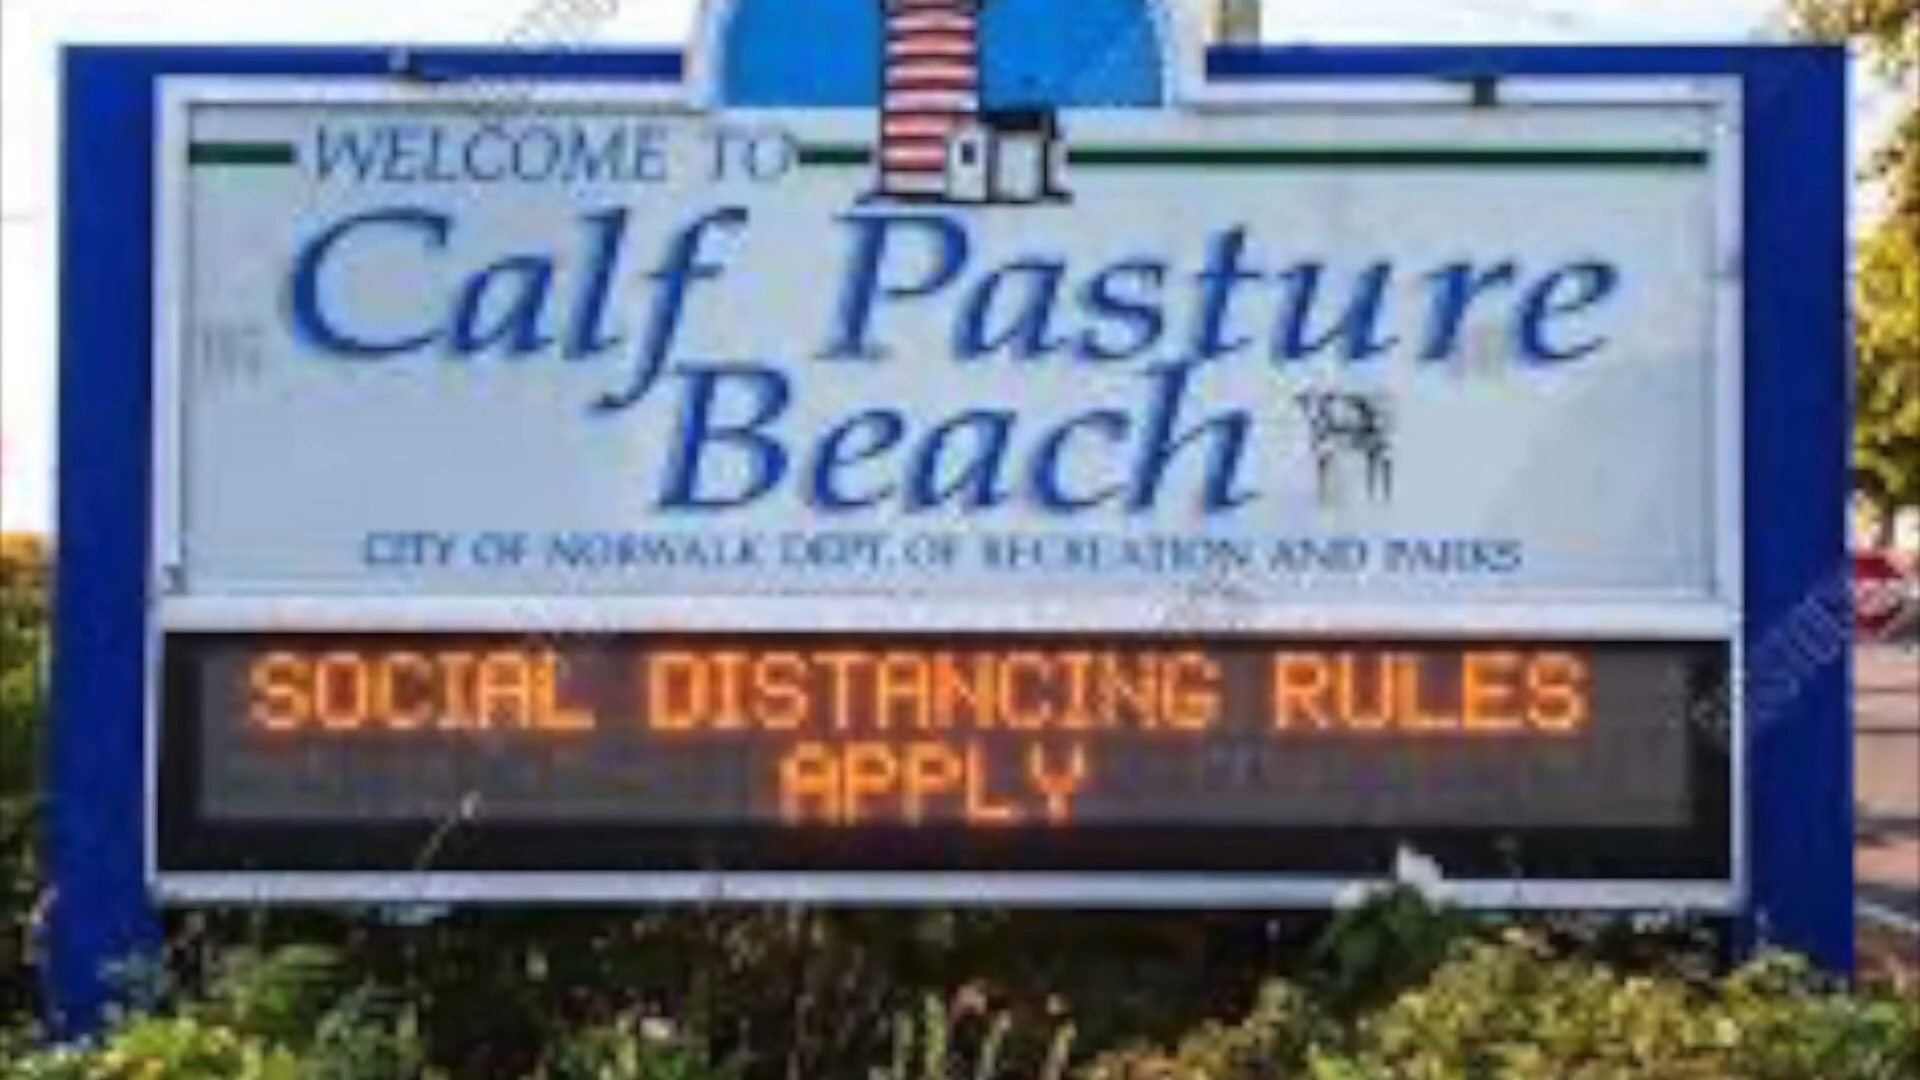 WELCOME TO
Calf Pasture
Beach
CITY OF NORWALK DEPT. OF RECREATION AND PARKS
SOCIAL DISTANCING RULES
APPLY